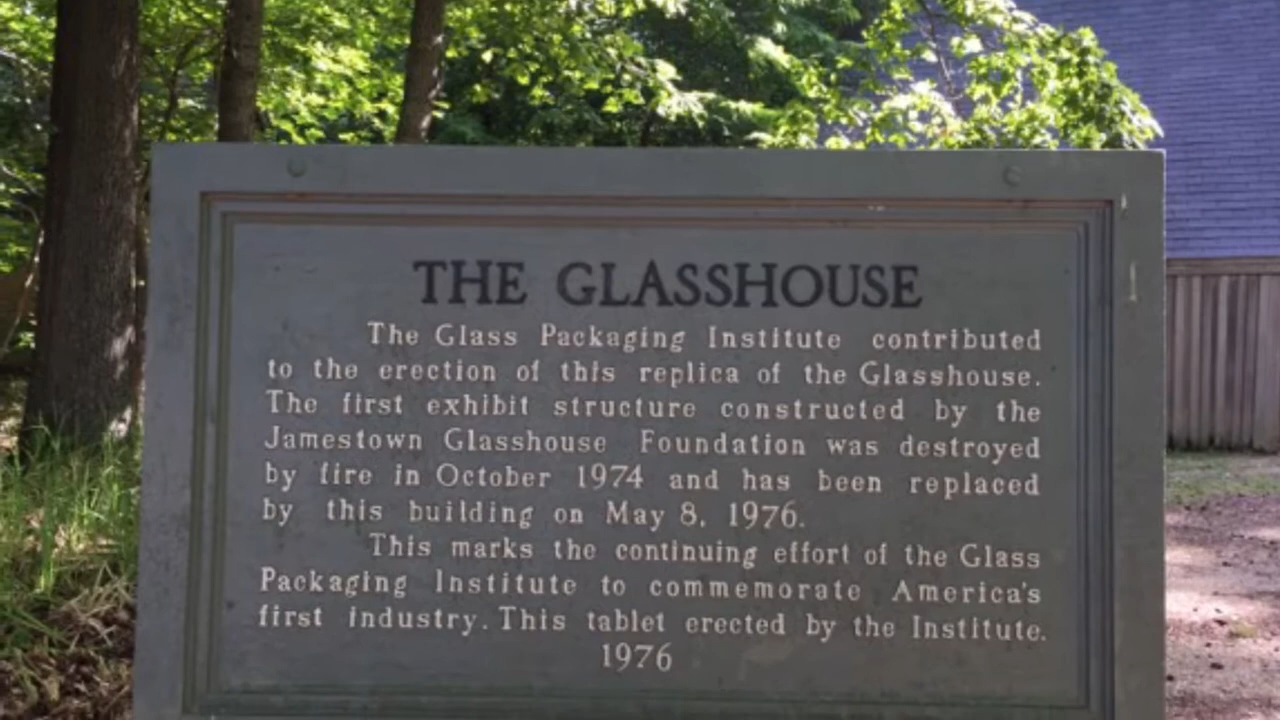 THE GLASSHOUSE
The Glass Packaging Institute contributed
to the erection of this replica of the Glasshouse.
The first exhibit structure constructed by the
Jamestown Glasshouse Foundation was destroyed
by fire in October 1974 and has been replaced
by this building on May 8, 1976.
This marks the continuing effort of the Glass
Packaging Institute to commemorate America's
first industry. This tablet erected by the Institute.
1976